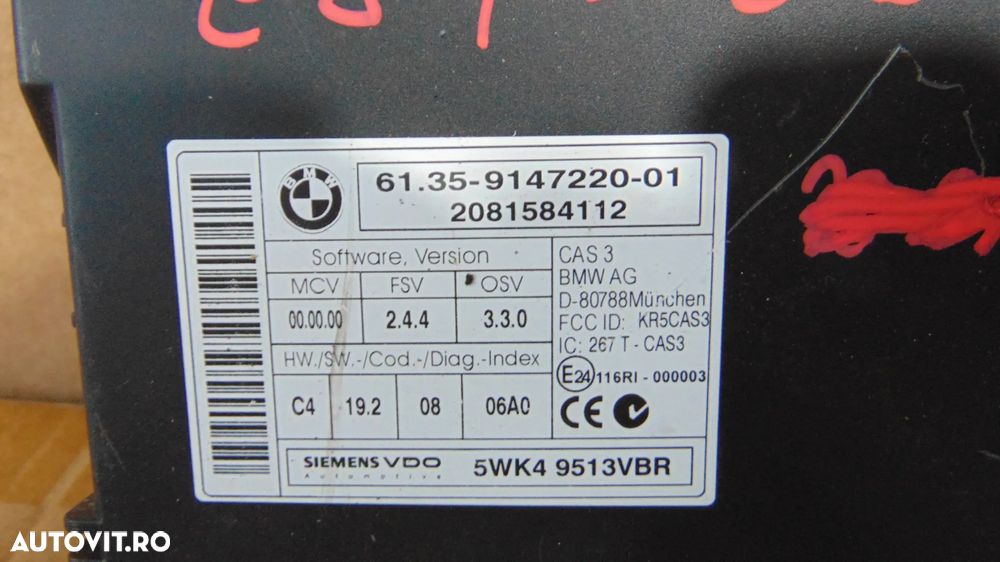 BMW
61.35-9147220-01
2081584112
Software, Version
MCV FSV OSV
00.00.00 2.4.4 3.3.0
HW./SW.-/Cod.-/Diag.-Index
C4 19.2 08 06A0
CAS 3
BMW AG
D-80788München
FCC ID: KR5CAS3
IC: 267 T - CAS3
E24 116RI - 000003
CE
SIEMENS VDO
Automotive
5WK4 9513VBR
AUTOVIT.RO